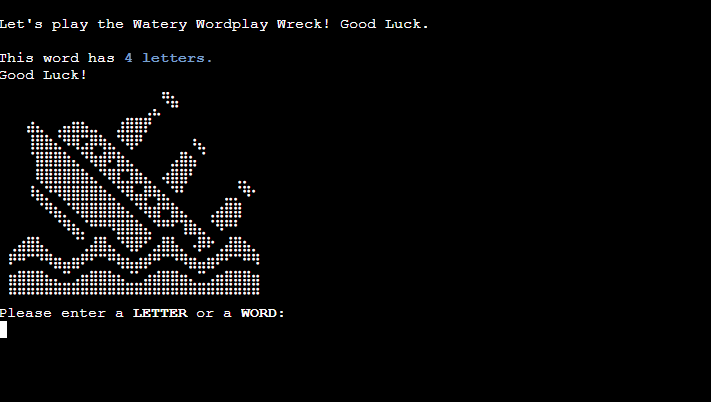 Let's play the Watery Wordplay Wreck! Good Luck.
This word has 4 letters.
Good Luck!
Please enter a LETTER or a WORD: